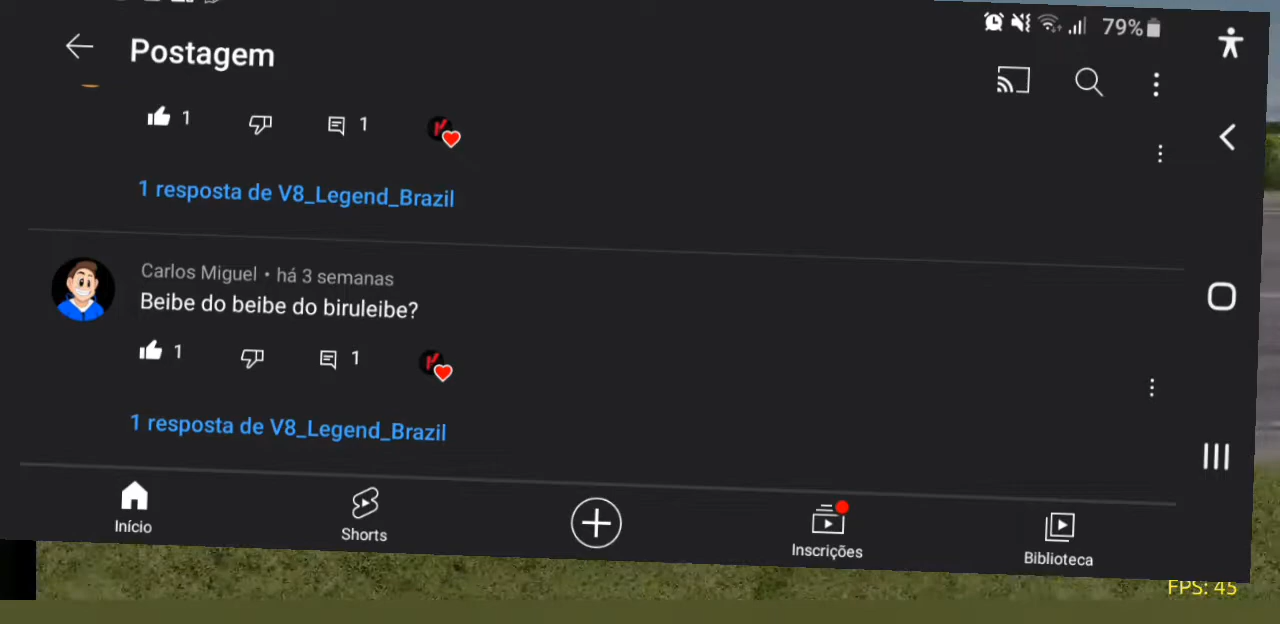 79%
Postagem
1 1
1 resposta de V8_Legend_Brazil
Carlos Miguel • há 3 semanas
Beibe do beibe do biruleibe?
1 1
1 resposta de V8_Legend_Brazil
Início Shorts Inscrições Biblioteca
FPS: 45